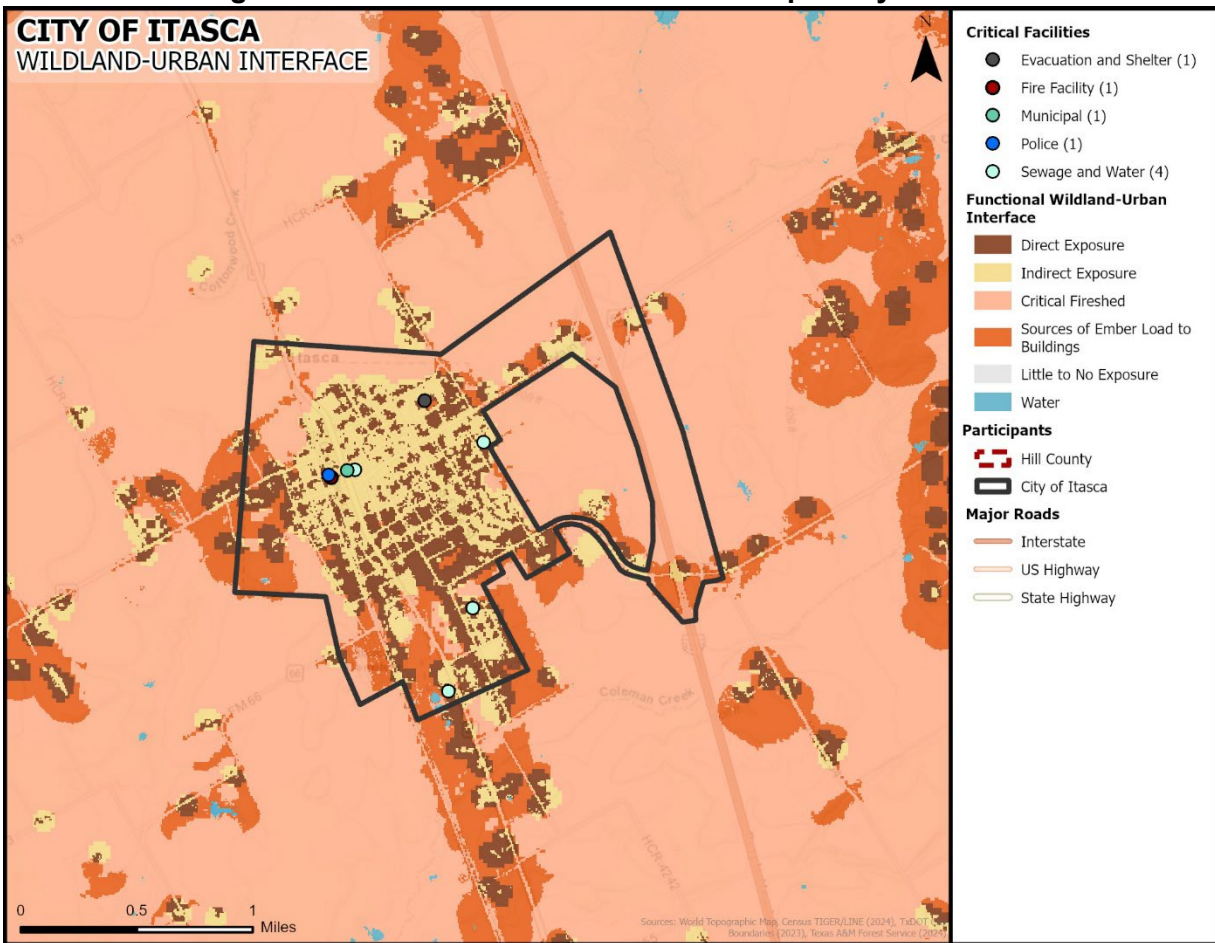 CITY OF ITASCA
WILDLAND-URBAN INTERFACE
N
Critical Facilities
Evacuation and Shelter (1)
Fire Facility (1)
Municipal (1)
Police (1)
Sewage and Water (4)
Functional Wildland-Urban
Interface
Direct Exposure
Indirect Exposure
Critical Fireshed
Sources of Ember Load to
Buildings
Little to No Exposure
Water
Participants
Hill County
City of Itasca
Major Roads
Interstate
US Highway
State Highway
Cottonwood Creek
Itasca
66
FM 66
Coleman Creek
HCR-4242
0 0.5 1
Miles
Sources: World Topographic Map, Census TIGER/LINE (2024), TxDOT
Boundaries (2023), Texas A&M Forest Service (2024)